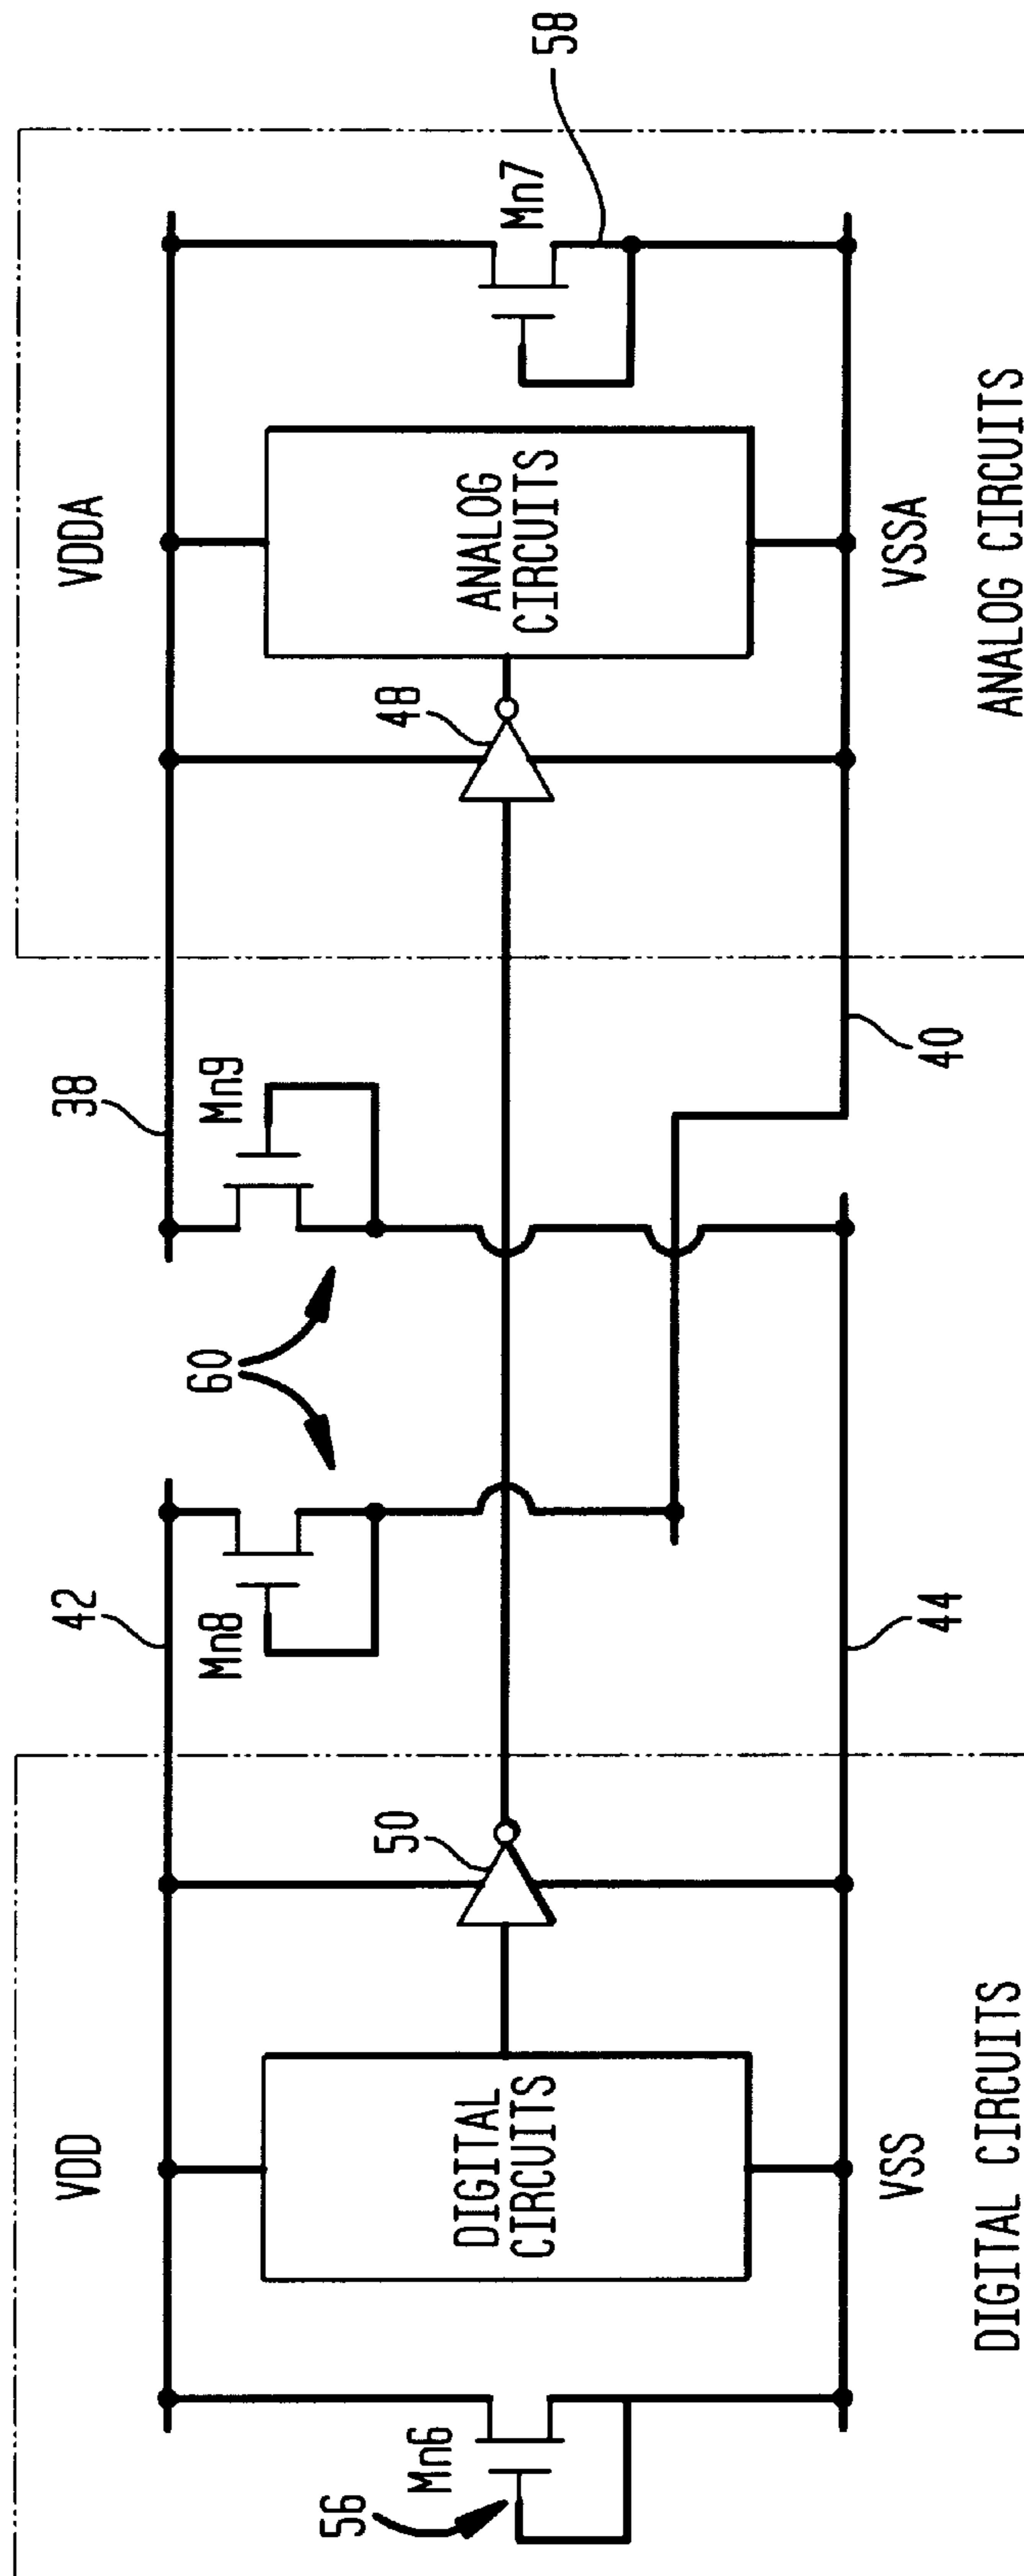 VDD
42
38
VDDA
60
Mn8
Mn9
56
Mn6
50
48
Mn7
58
DIGITAL
CIRCUITS
ANALOG
CIRCUITS
VSS
44
40
VSSA
DIGITAL CIRCUITS
ANALOG CIRCUITS